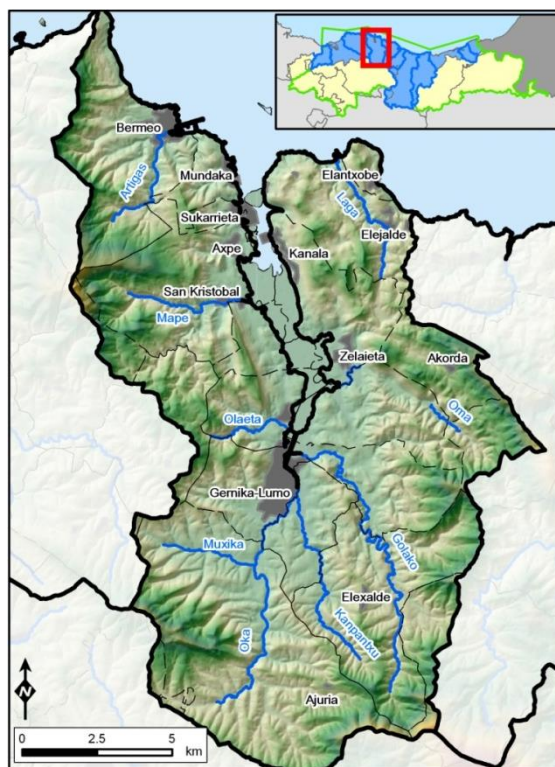 Bermeo
Artigas
Mundaka
Elantxobe
Laga
Sukarrieta
Elejalde
Axpe
Kanala
San Kristobal
Mape
Zelaieta
Akorda
Oma
Olaeta
Gernika-Lumo
Golako
Muxika
Elexalde
Kanpantxu
Oka
Ajuria
N
0 2.5 5
km